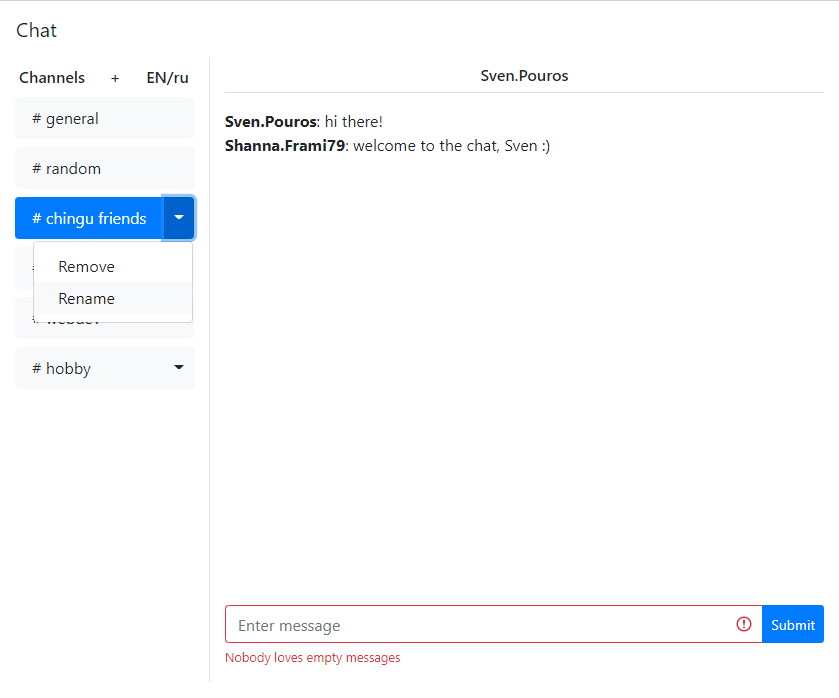 Chat
Channels + EN/ru
# general
# random
# chingu friends
Remove
Rename
# hobby
Sven.Pouros
Sven.Pouros: hi there!
Shanna.Frami79: welcome to the chat, Sven :)
Enter message
Submit
Nobody loves empty messages